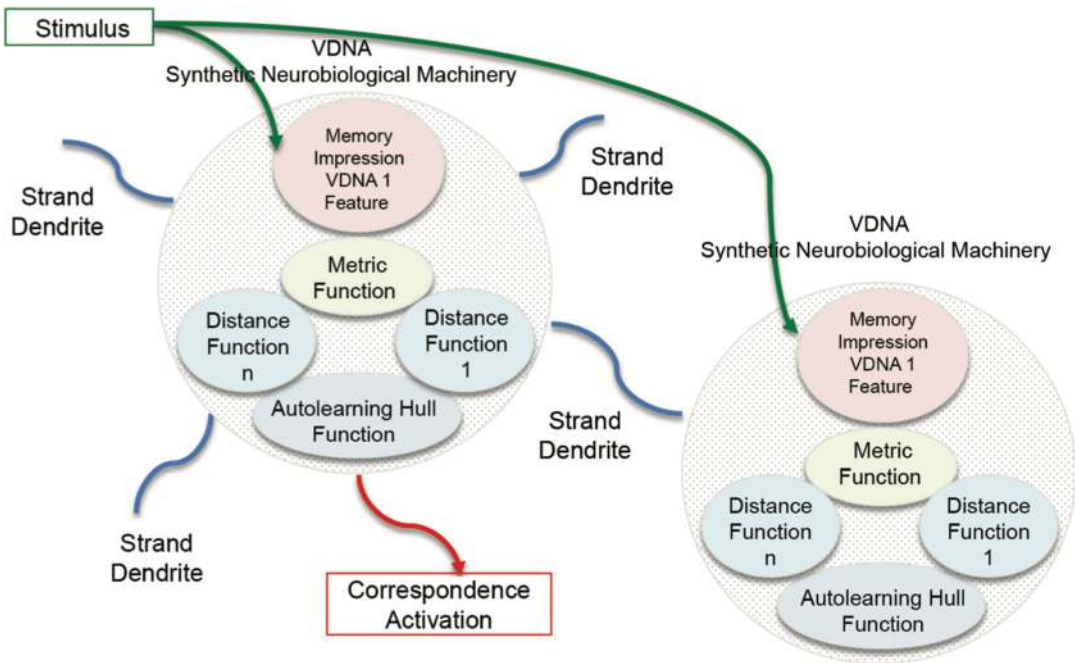 Stimulus
VDNA
Synthetic Neurobiological Machinery
Memory
Impression
VDNA 1
Feature
Strand
Dendrite
Strand
Dendrite
Metric
Function
Distance
Function
n
Distance
Function
1
Autolearning Hull
Function
Strand
Dendrite
Strand
Dendrite
Correspondence
Activation
VDNA
Synthetic Neurobiological Machinery
Memory
Impression
VDNA 1
Feature
Metric
Function
Distance
Function
n
Distance
Function
1
Autolearning Hull
Function